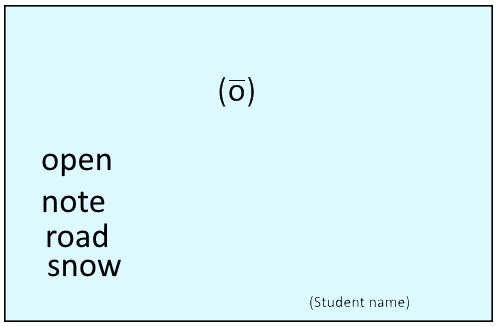 (ō)
open
note
road
snow
(Student name)